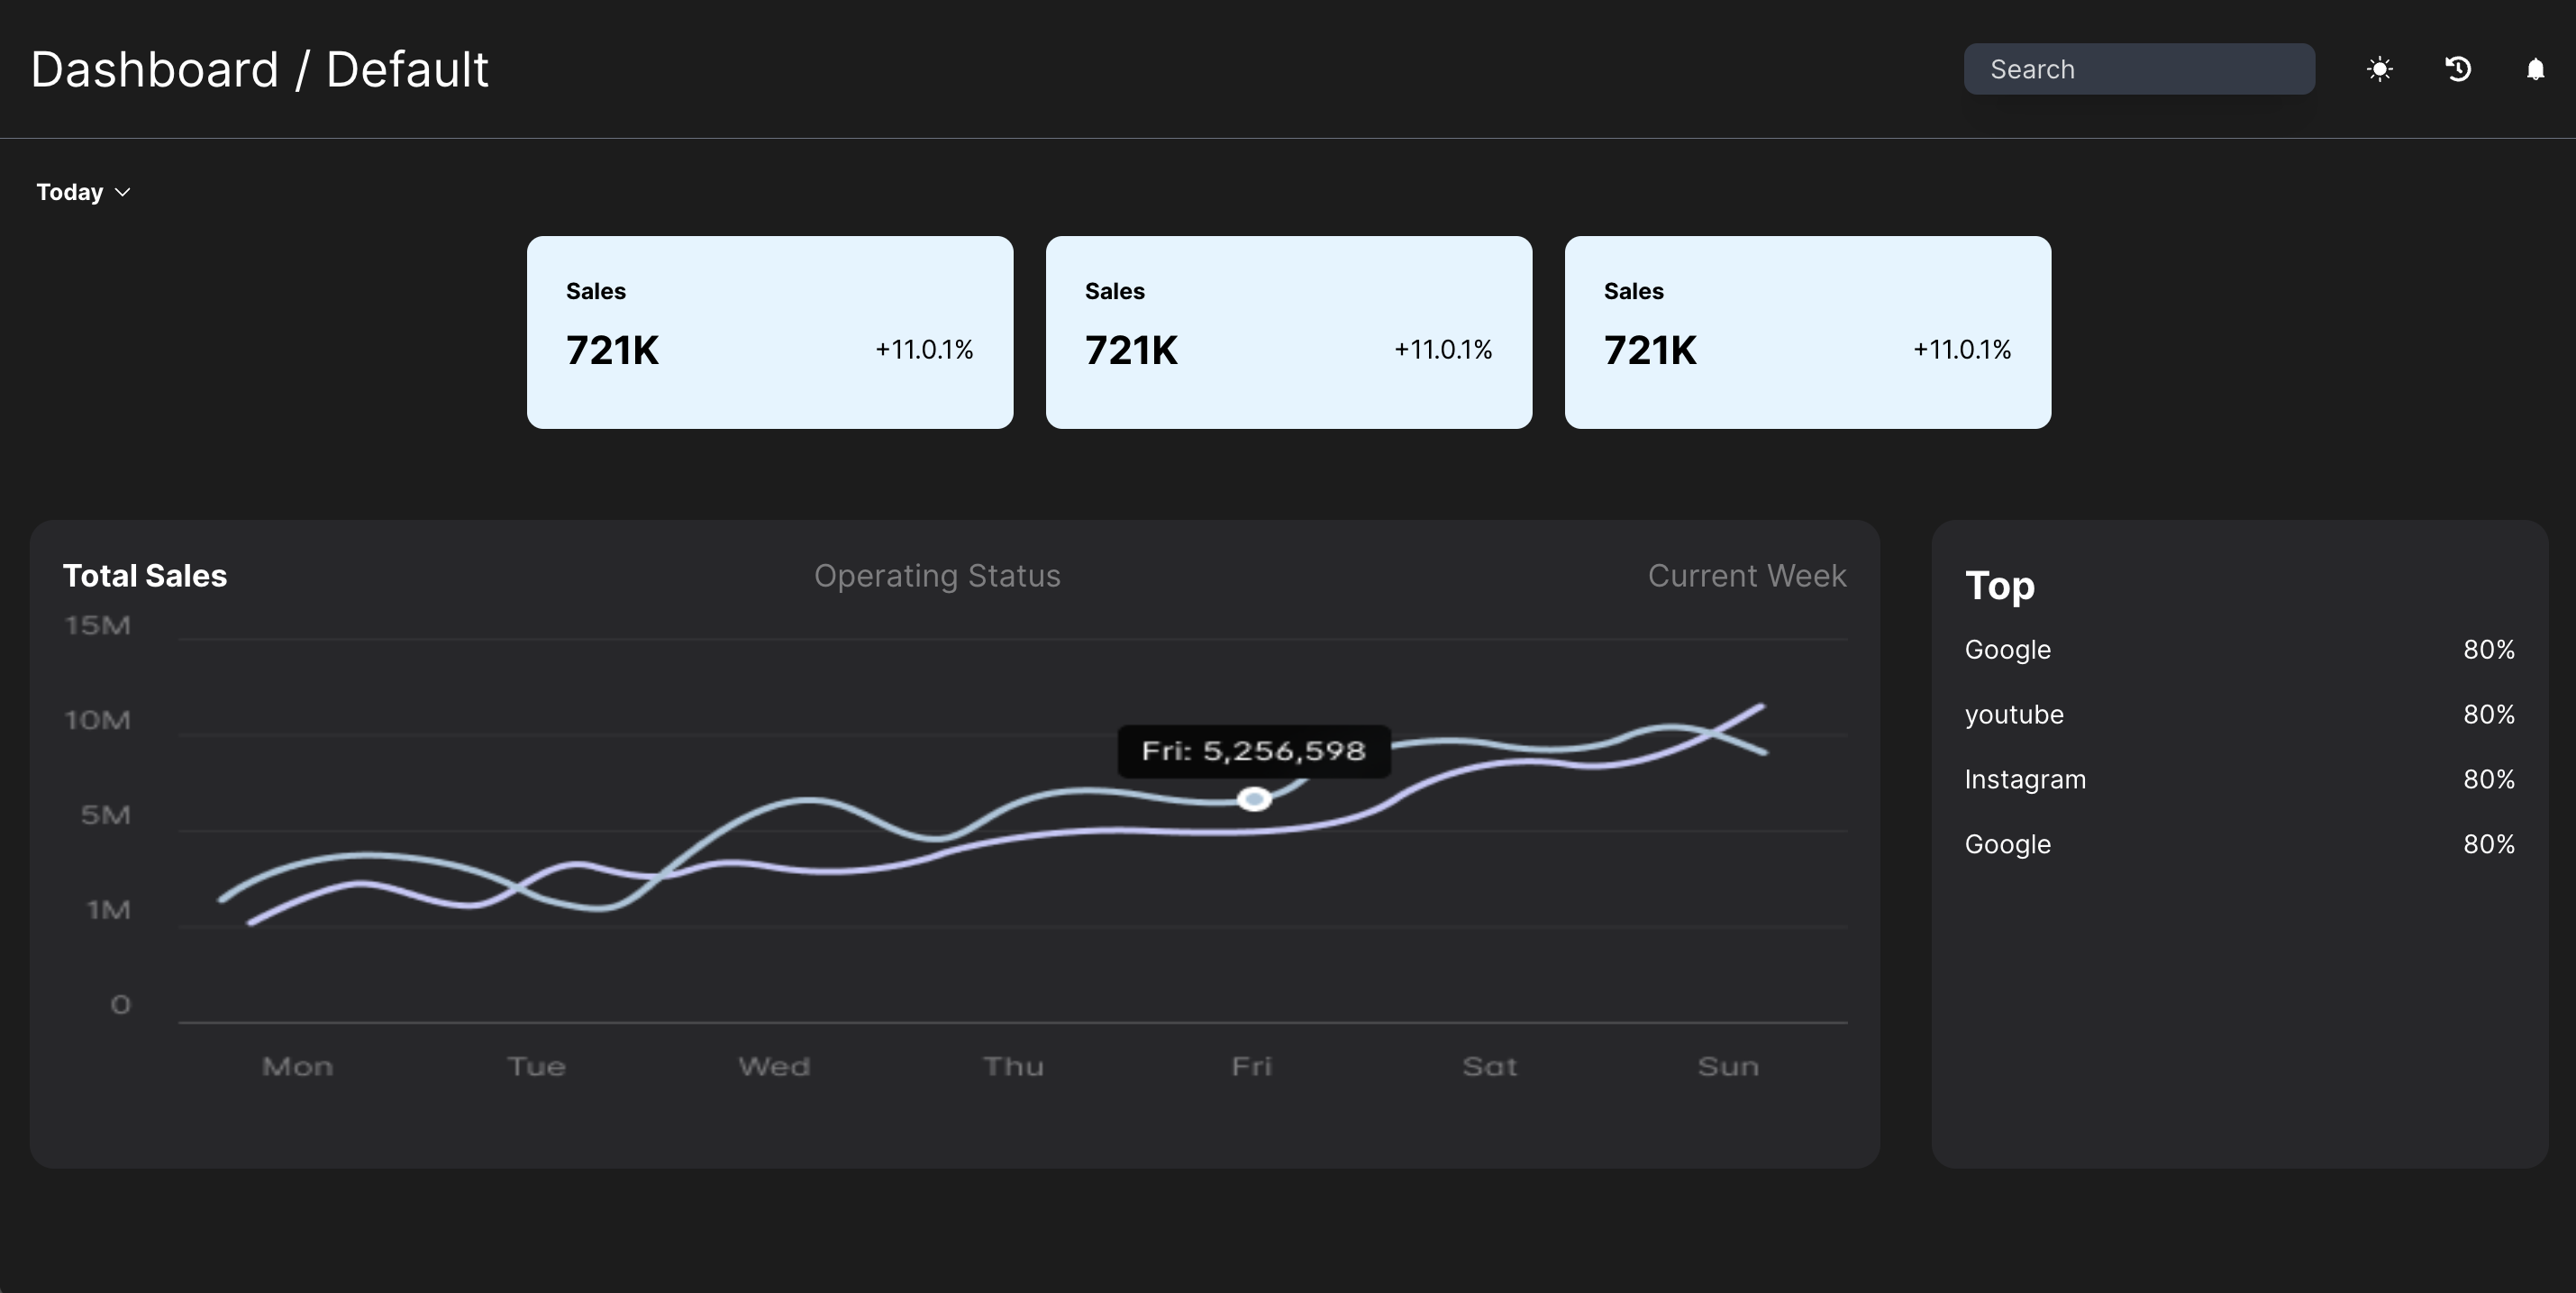 Dashboard / Default
Search
Today
Sales
721K +11.0.1%
Sales
721K +11.0.1%
Sales
721K +11.0.1%
Total Sales Operating Status Current Week
15M
10M
5M
1M
0
Fri: 5,256,598
Mon Tue Wed Thu Fri Sat Sun
Top
Google 80%
youtube 80%
Instagram 80%
Google 80%